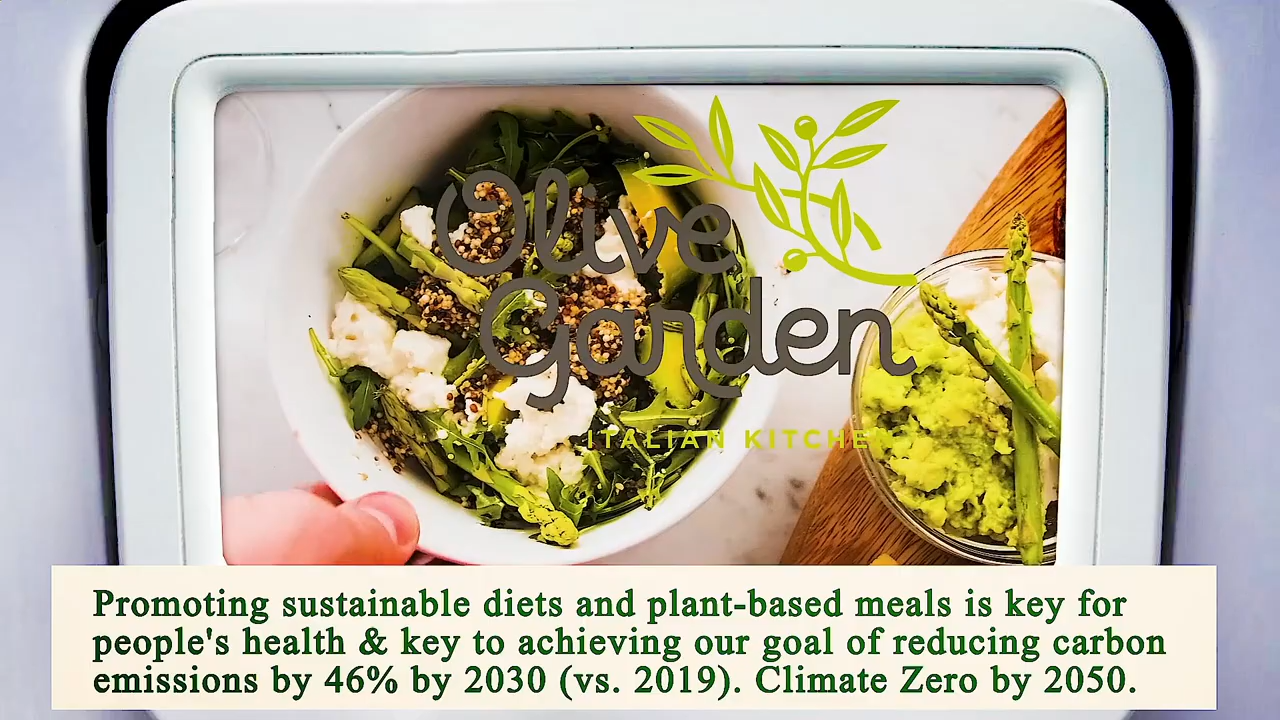 Olive
Garden
ITALIAN KITCHEN
Promoting sustainable diets and plant-based meals is key for
people's health & key to achieving our goal of reducing carbon
emissions by 46% by 2030 (vs. 2019). Climate Zero by 2050.